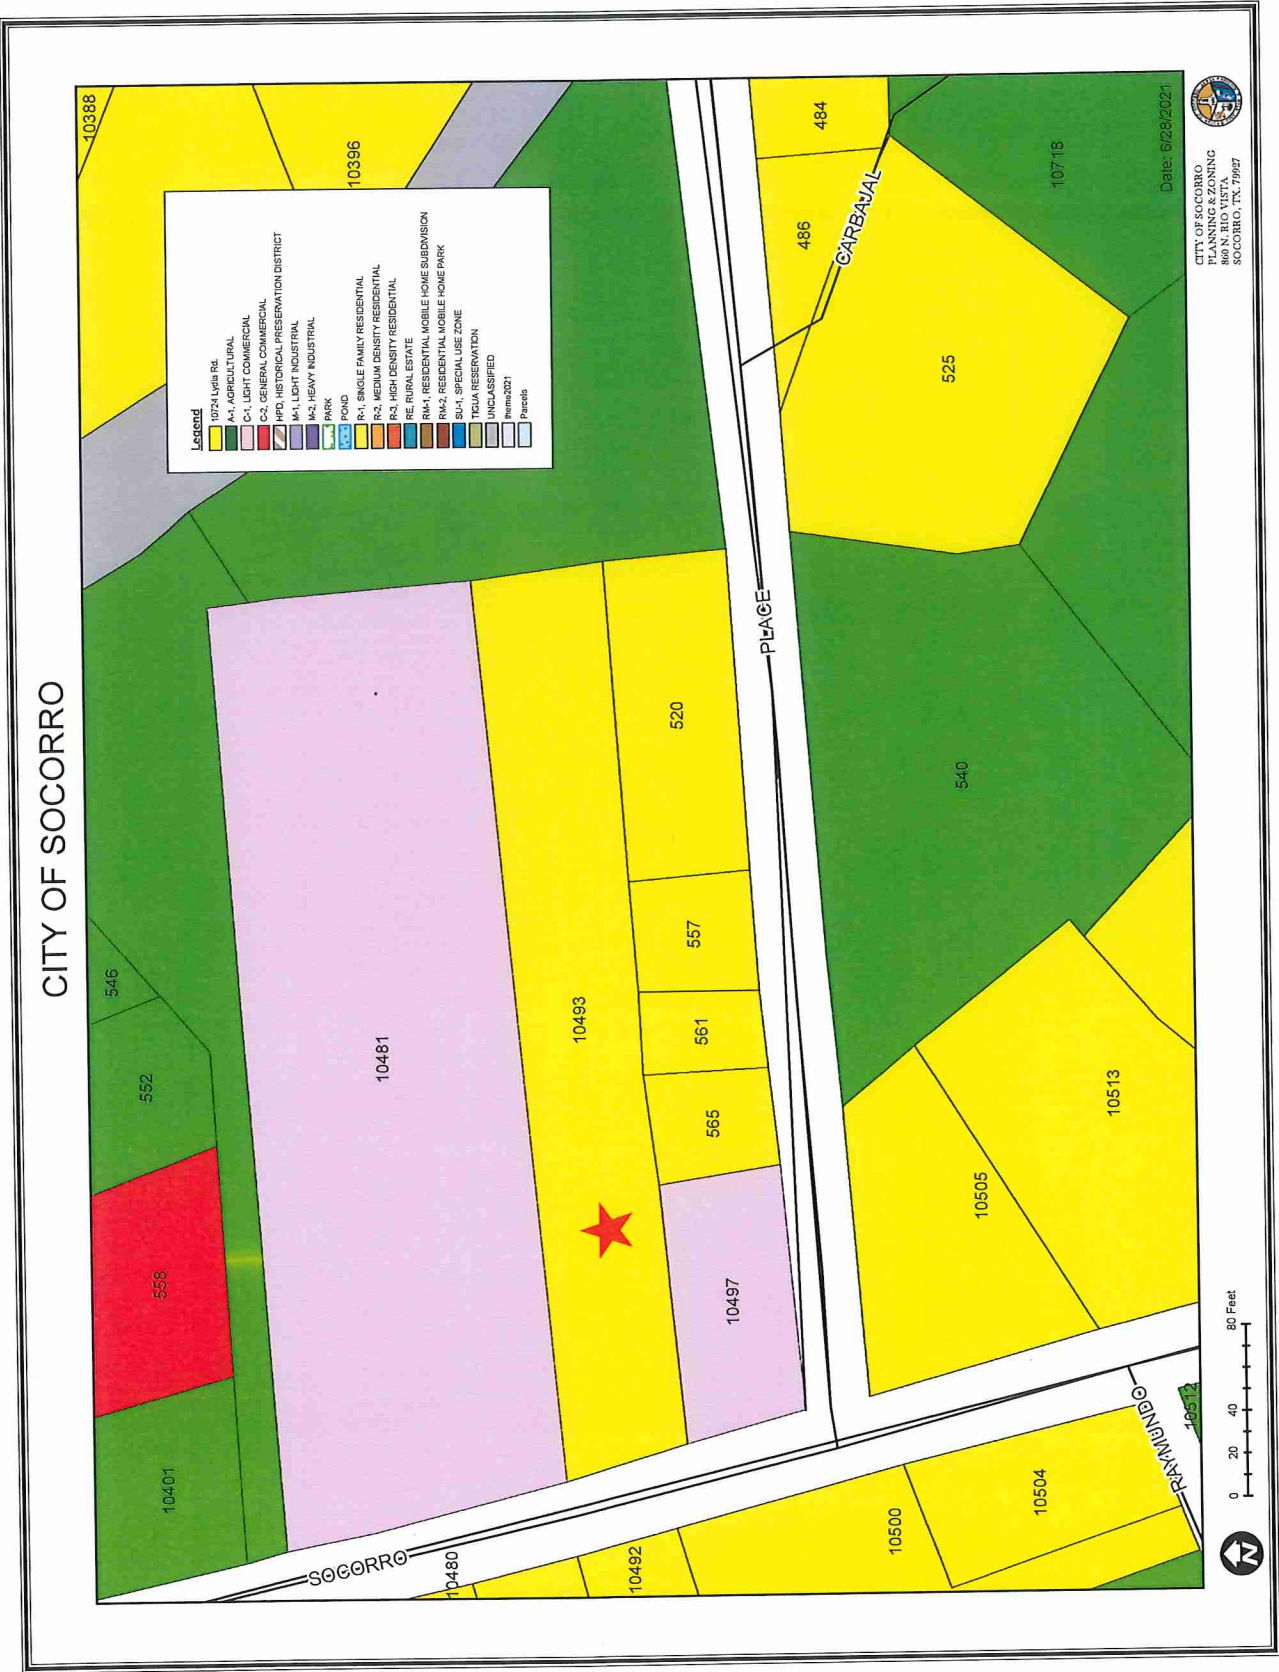 CITY OF SOCORRO
10388
10396
546
552
558
10401
10481
10493
520
557
561
565
10497
SOCORRO
PLACE
CARBAJAL
484
486
525
10718
540
10505
10513
10480
10492
10500
10504
10512
RAYMUNDO
Legend
10724 Lydia Rd.
A-1, AGRICULTURAL
C-1, LIGHT COMMERCIAL
C-2, GENERAL COMMERCIAL
HPD, HISTORICAL PRESERVATION DISTRICT
M-1, LIGHT INDUSTRIAL
M-2, HEAVY INDUSTRIAL
PARK
POND
R-1, SINGLE FAMILY RESIDENTIAL
R-2, MEDIUM DENSITY RESIDENTIAL
R-3, HIGH DENSITY RESIDENTIAL
RE, RURAL ESTATE
RM-1, RESIDENTIAL MOBILE HOME SUBDIVISION
RM-2, RESIDENTIAL MOBILE HOME PARK
SU-1, SPECIAL USE ZONE
TIGUA RESERVATION
UNCLASSIFIED
theme2021
Parcels
Date: 6/28/2021
N
0 20 40 80 Feet
CITY OF SOCORRO
PLANNING & ZONING
860 N. RIO VISTA
SOCORRO, TX. 79927